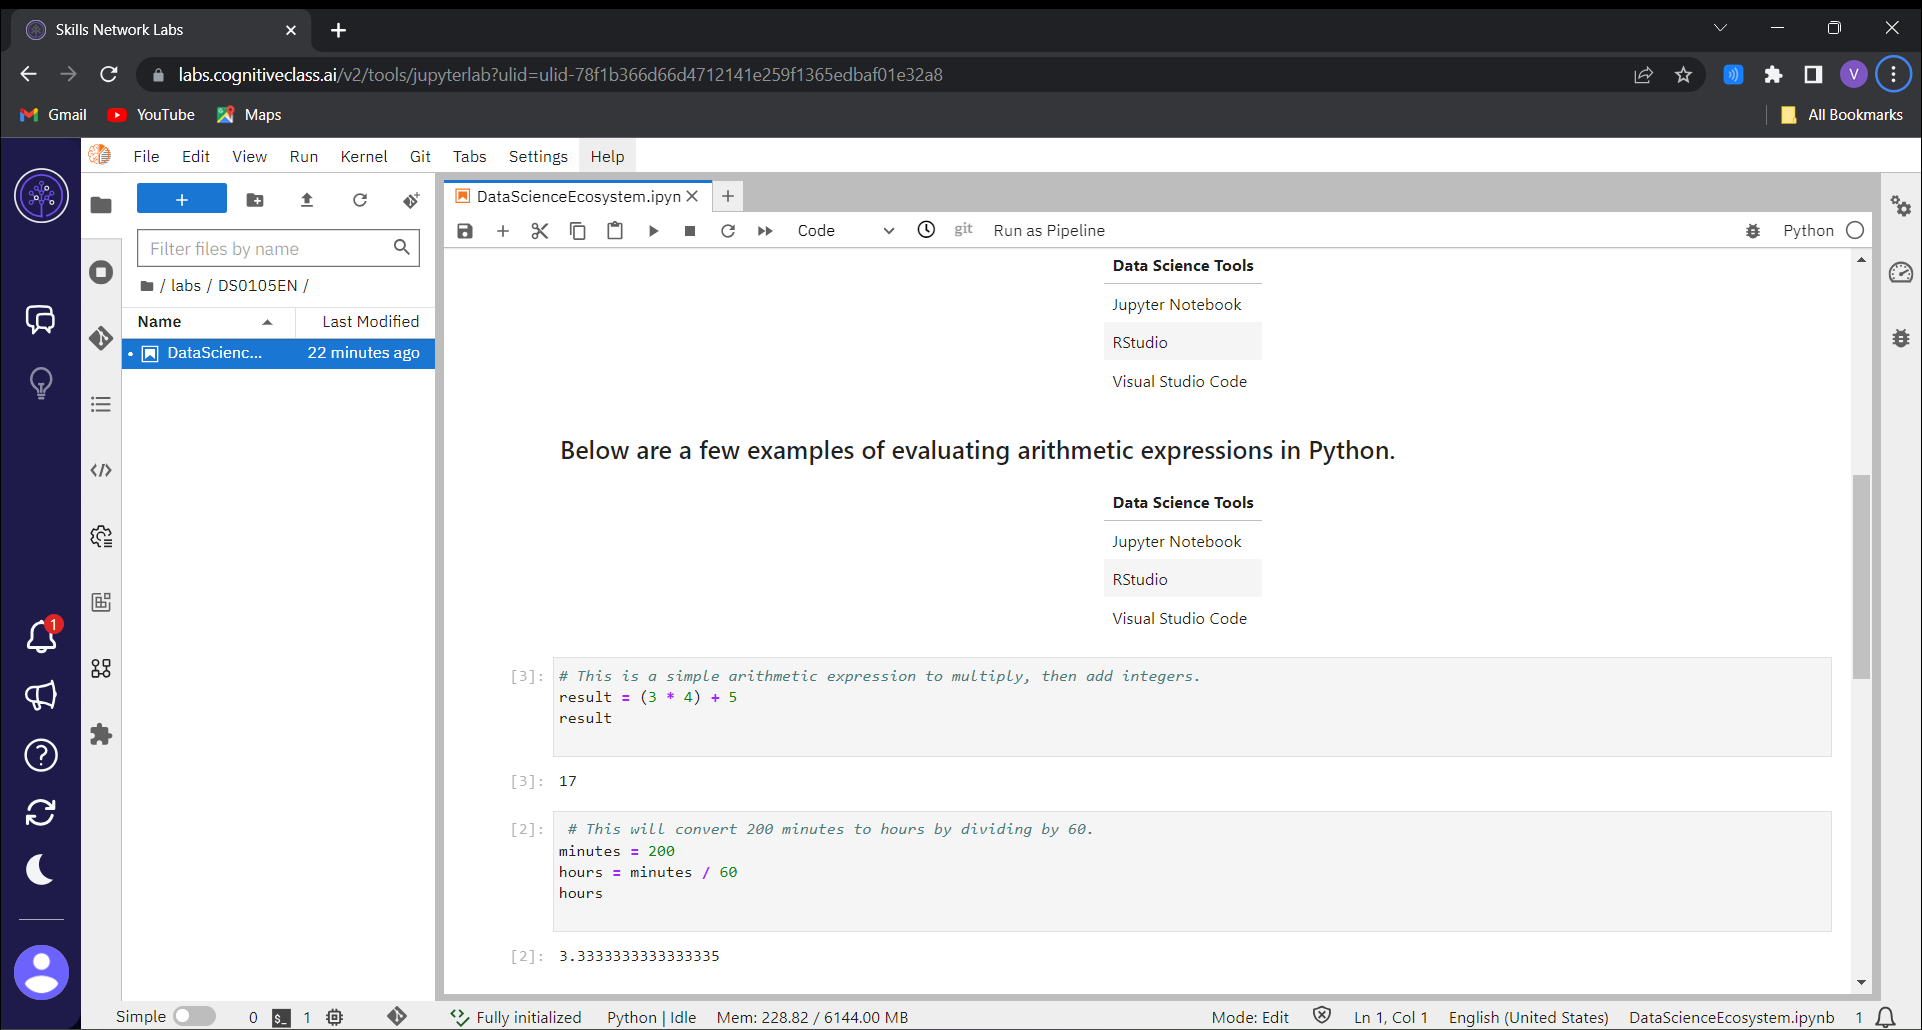 Skills Network Labs
labs.cognitiveclass.ai/v2/tools/jupyterlab?ulid=ulid-78f1b366d66d4712141e259f1365edbaf01e32a8
V
Gmail YouTube Maps All Bookmarks
File Edit View Run Kernel Git Tabs Settings Help
DataScienceEcosystem.ipyn
Filter files by name
Code git Run as Pipeline Python
/ labs / DS0105EN /
Name Last Modified
DataScienc... 22 minutes ago
Data Science Tools
Jupyter Notebook
RStudio
Visual Studio Code
Below are a few examples of evaluating arithmetic expressions in Python.
Data Science Tools
Jupyter Notebook
RStudio
Visual Studio Code
[3]: # This is a simple arithmetic expression to multiply, then add integers.
result = (3 * 4) + 5
result
[3]: 17
[2]: # This will convert 200 minutes to hours by dividing by 60.
minutes = 200
hours = minutes / 60
hours
[2]: 3.3333333333333335
1
Simple 0 $_ 1 Fully initialized Python | Idle Mem: 228.82 / 6144.00 MB Mode: Edit Ln 1, Col 1 English (United States) DataScienceEcosystem.ipynb 1